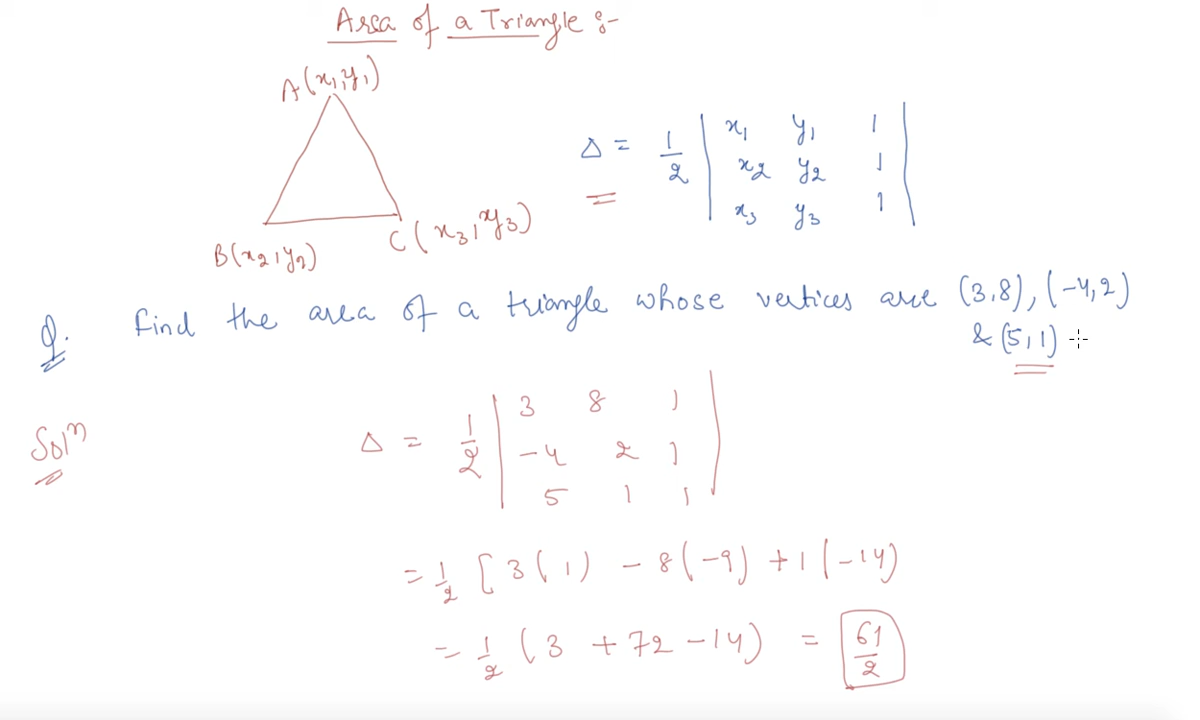 Area of a Triangle :-
A(x₁,y₁)
Δ = 1/2 | x₁ y₁ 1 |
| x₂ y₂ 1 |
| x₃ y₃ 1 |
B(x₂,y₂)
C(x₃,y₃)
Q. Find the area of a triangle whose vertices are (3,8), (-4,2)
& (5,1)
Solⁿ
Δ = 1/2 | 3 8 1 |
| -4 2 1 |
| 5 1 1 |
= 1/2 [ 3(1) - 8(-9) + 1(-14)
= 1/2 (3 + 72 - 14) = 61/2